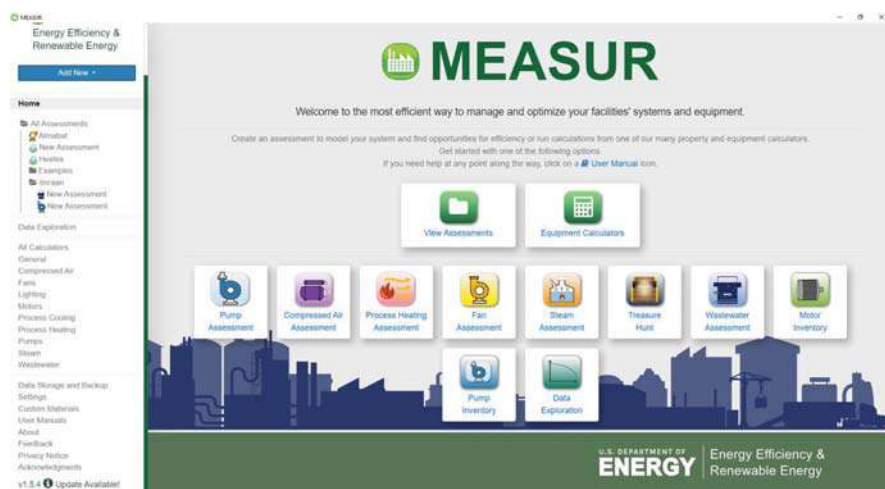 MEASUR
Energy Efficiency &
Renewable Energy
Add New
Home
All Assessments
New Assessment
Examples
New Assessment
New Assessment
Data Exploration
All Calculators
General
Compressed Air
Fans
Lighting
Motors
Process Cooling
Process Heating
Pumps
Steam
Wastewater
Data Storage and Backup
Settings
Custom Materials
User Manuals
About
Feedback
Privacy Notice
Acknowledgments
v1.5.4 Update Available!
MEASUR
Welcome to the most efficient way to manage and optimize your facilities' systems and equipment.
Create an assessment to model your system and find opportunities for efficiency or run calculations from one of our many property and equipment calculators.
Get started with one of the following options.
If you need help at any point along the way, click on a User Manual icon.
View Assessments
Equipment Calculators
Pump
Assessment
Compressed Air
Assessment
Process Heating
Assessment
Fan
Assessment
Steam
Assessment
Treasure
Hunt
Wastewater
Assessment
Motor
Inventory
Pump
Inventory
Data
Exploration
U.S. DEPARTMENT OF
ENERGY
Energy Efficiency &
Renewable Energy